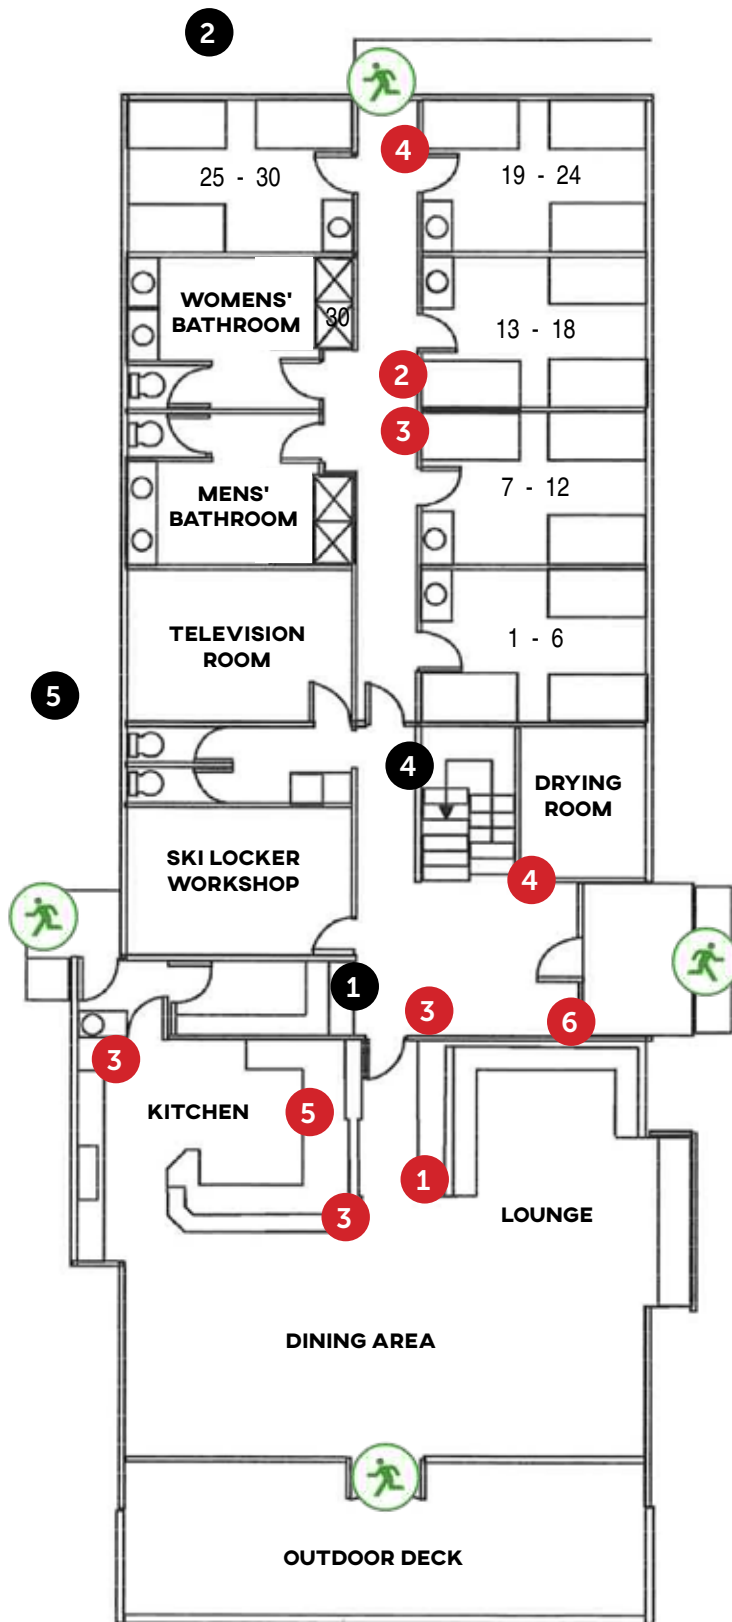 2
4
25 - 30
19 - 24
WOMENS'
BATHROOM
30
13 - 18
2
3
7 - 12
MENS'
BATHROOM
TELEVISION
ROOM
1 - 6
5
4
DRYING
ROOM
SKI LOCKER
WORKSHOP
4
1
3
6
3
KITCHEN
5
1
3
LOUNGE
DINING AREA
OUTDOOR DECK